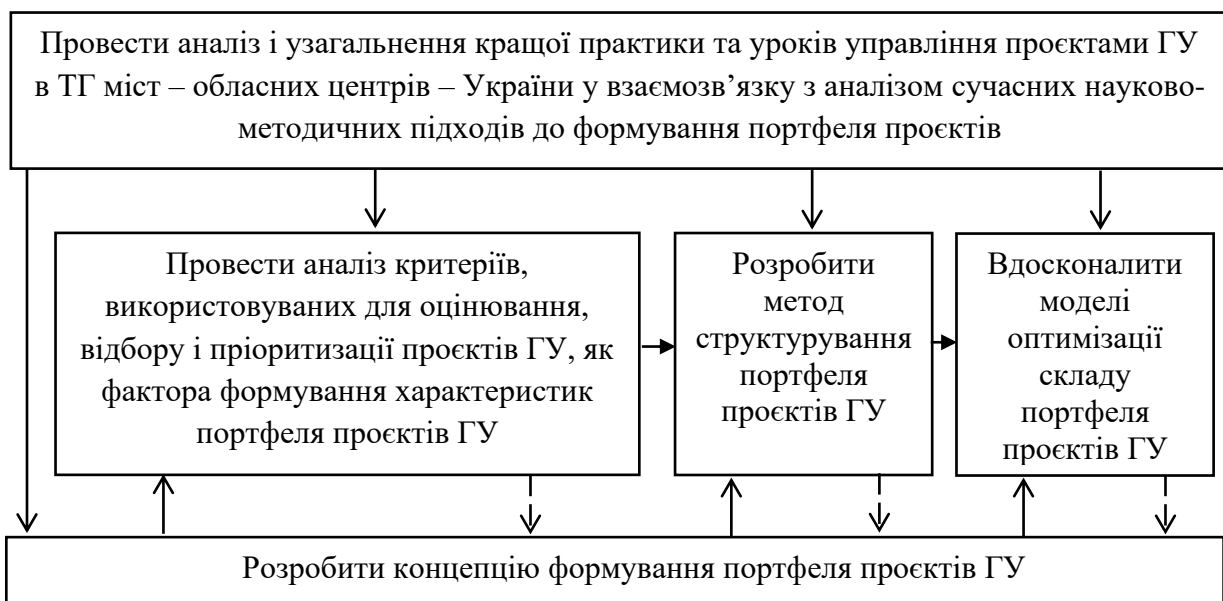 Провести аналіз і узагальнення кращої практики та уроків управління проєктами ГУ
в ТГ міст – обласних центрів – України у взаємозв’язку з аналізом сучасних науково-
методичних підходів до формування портфеля проєктів
Провести аналіз критеріїв,
використовуваних для оцінювання,
відбору і пріоритизації проєктів ГУ, як
фактора формування характеристик
портфеля проєктів ГУ
Розробити
метод
структурування
портфеля
проєктів ГУ
Вдосконалити
моделі
оптимізації
складу
портфеля
проєктів ГУ
Розробити концепцію формування портфеля проєктів ГУ